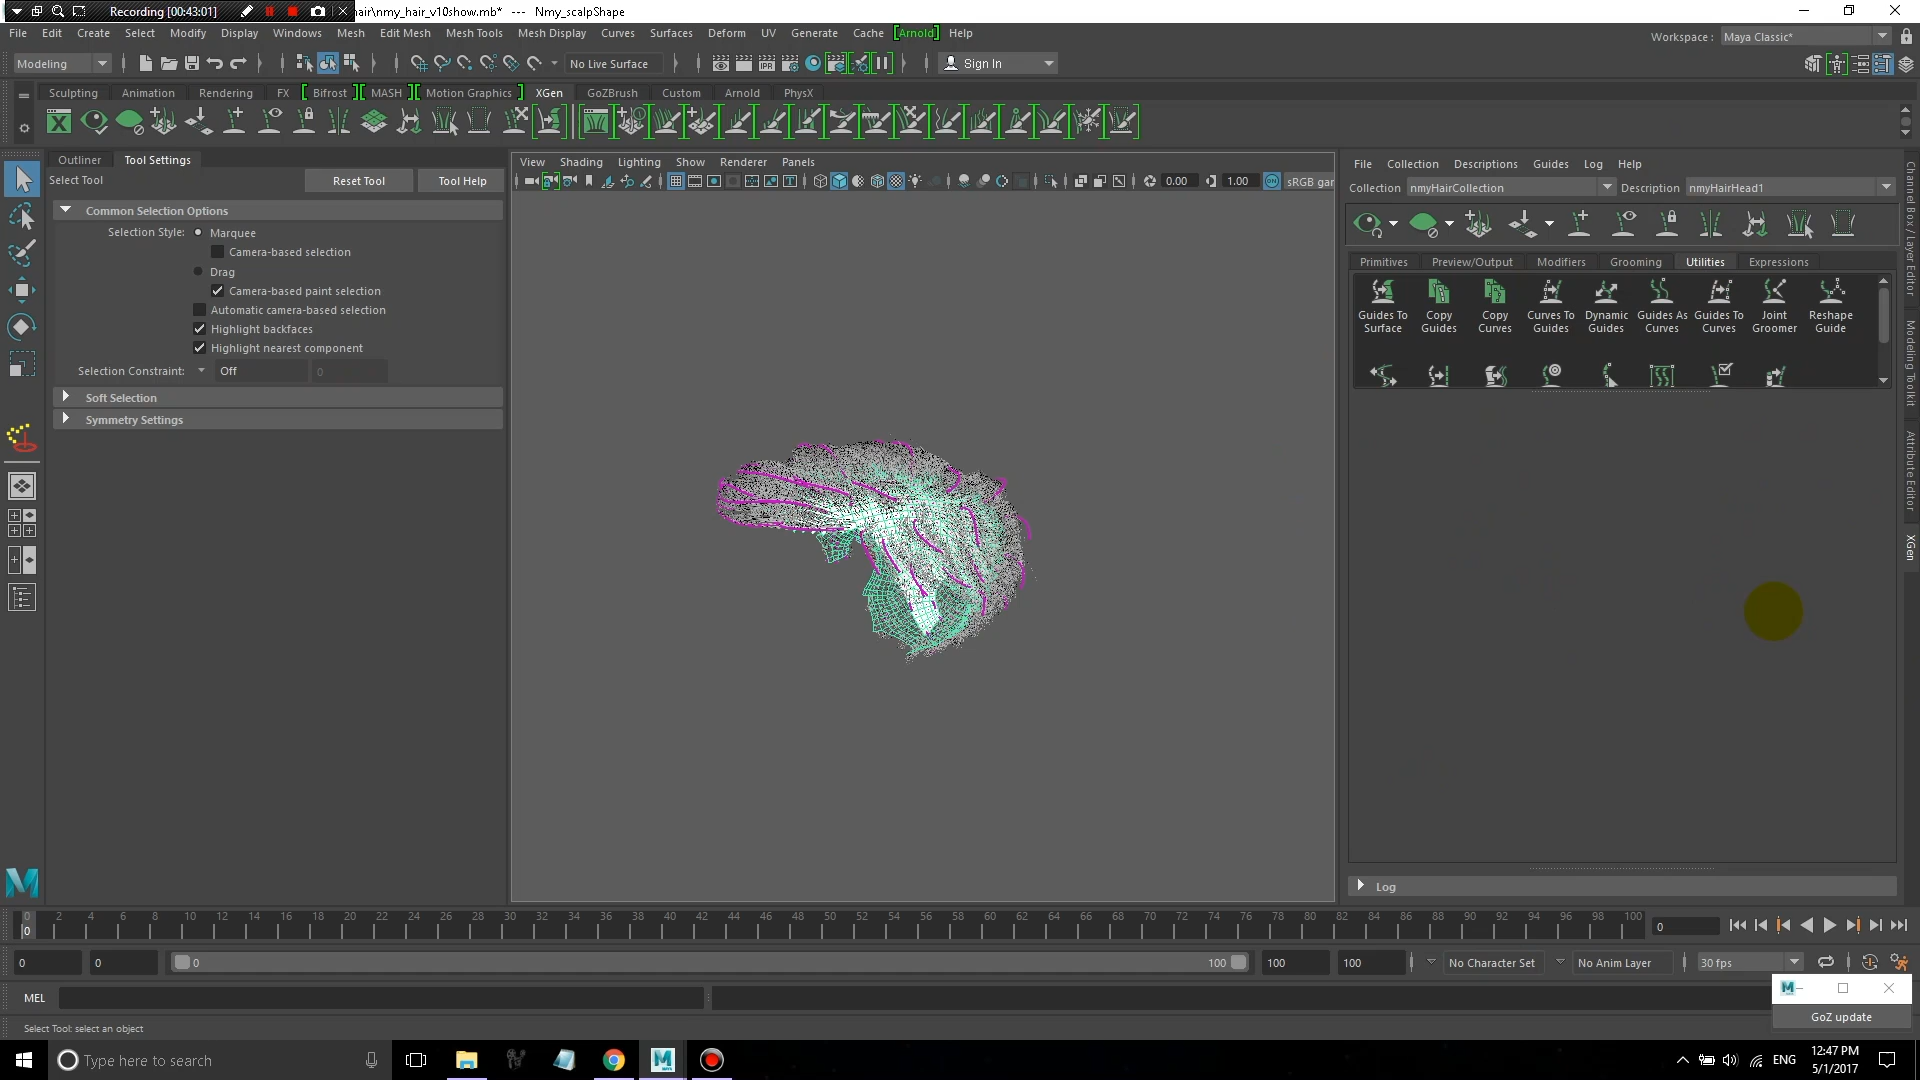 Recording [00:43:01]
hair\nmy_hair_v10show.mb* --- Nmy_scalpShape
File Edit Create Select Modify Display Windows Mesh Edit Mesh Mesh Tools Mesh Display Curves Surfaces Deform UV Generate Cache [Arnold] Help
Workspace : Maya Classic*
Modeling No Live Surface Sign In
Sculpting Animation Rendering FX [ Bifrost ] [ MASH ] [ Motion Graphics ] XGen GoZBrush Custom Arnold PhysX
Outliner Tool Settings
Select Tool Reset Tool Tool Help
Common Selection Options
Selection Style: Marquee
Camera-based selection
Drag
Camera-based paint selection
Automatic camera-based selection
Highlight backfaces
Highlight nearest component
Selection Constraint: Off 0
Soft Selection
Symmetry Settings
View Shading Lighting Show Renderer Panels
0.00 1.00 ON sRGB gar
File Collection Descriptions Guides Log Help
Collection nmyHairCollection Description nmyHairHead1
Primitives Preview/Output Modifiers Grooming Utilities Expressions
Guides To Surface
Copy Guides
Copy Curves
Curves To Guides
Dynamic Guides
Guides As Curves
Guides To Curves
Joint Groomer
Reshape Guide
Log
Channel Box / Layer Editor
Modeling Toolkit
Attribute Editor
XGen
0 2 4 6 8 10 12 14 16 18 20 22 24 26 28 30 32 34 36 38 40 42 44 46 48 50 52 54 56 58 60 62 64 66 68 70 72 74 76 78 80 82 84 86 88 90 92 94 96 98 100
0 0
0 0 0 100 100 100 No Character Set No Anim Layer 30 fps
MEL
GoZ update
Select Tool: select an object
Type here to search
MAYA
ENG
12:47 PM
5/1/2017